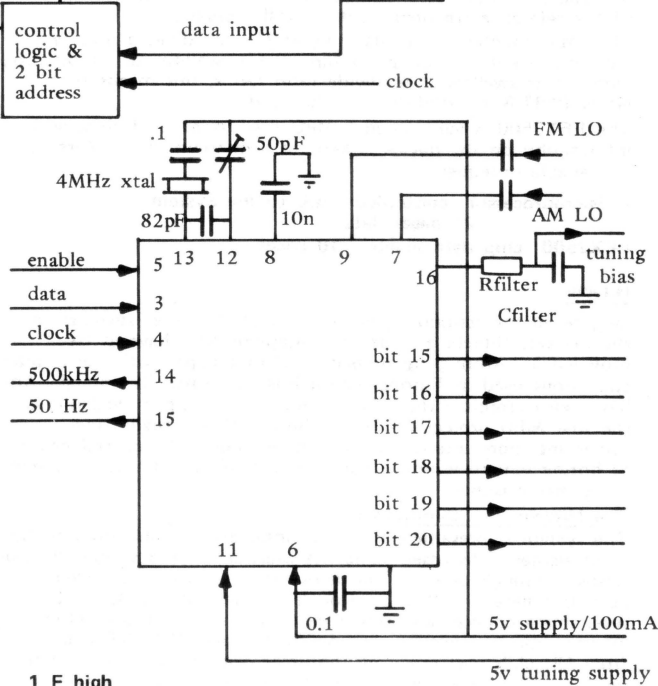 control
logic &
2 bit
address
data input
clock
.1
50pF
FM LO
4MHz xtal
82pF
10n
AM LO
13 12 8 9 7
16
tuning
bias
Rfilter
Cfilter
enable
5
data
3
clock
4
500kHz
14
50 Hz
15
bit 15
bit 16
bit 17
bit 18
bit 19
bit 20
11
6
0.1
5v supply/100mA
5v tuning supply
1 E high